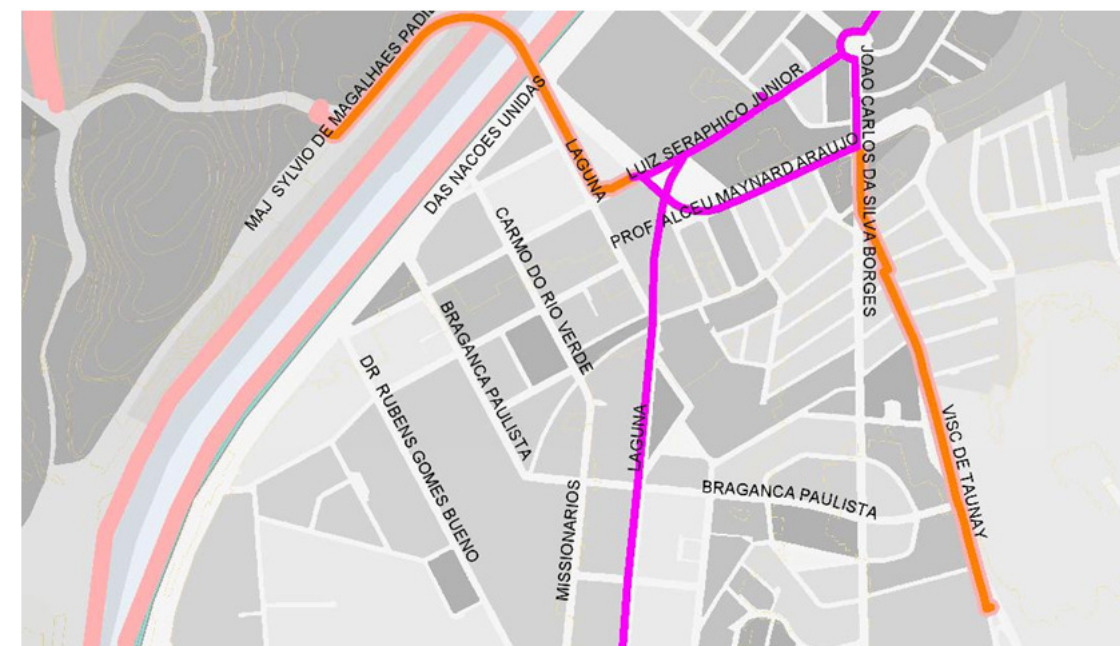 MAJ SYLVIO DE MAGALHAES
DAS NACOES UNIDAS
LAGUNA
LUIZ SERAPHICO JUNIOR
JOAO CARLOS DA SILVA BORGES
PROF ALCEU MAYNARD ARAUJO
CARMO DO RIO VERDE
BRAGANCA PAULISTA
DR RUBENS GOMES BUENO
LAGUNA
VISC DE TAUNAY
BRAGANCA PAULISTA
MISSIONARIOS